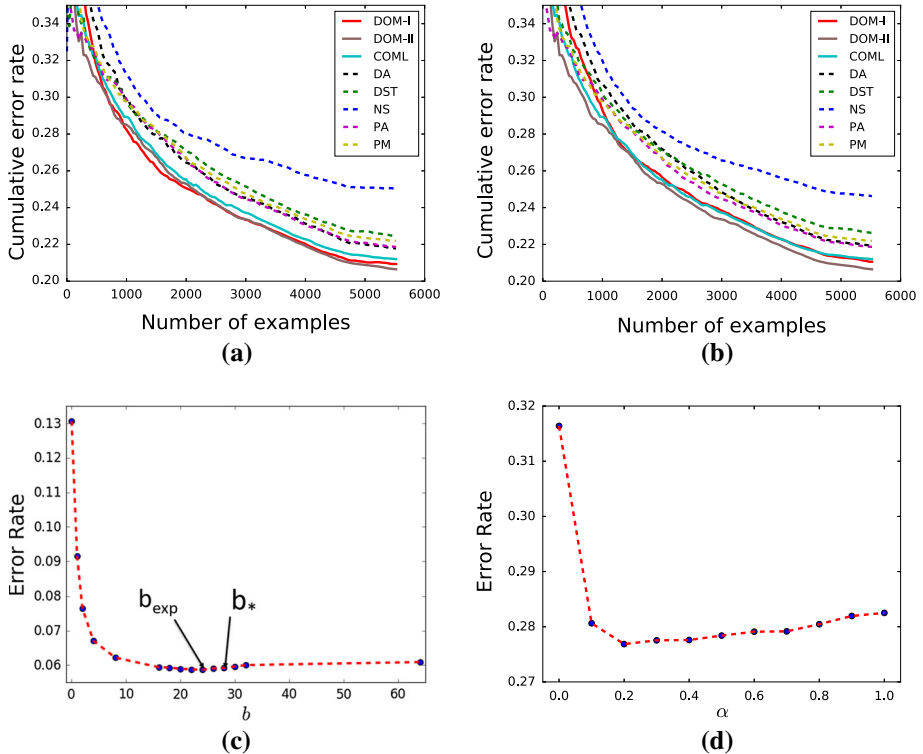 0.34
0.32
0.30
0.28
0.26
0.24
0.22
0.20
Cumulative error rate
0 1000 2000 3000 4000 5000 6000
Number of examples
DOM-I
DOM-II
COML
DA
DST
NS
PA
PM
(a)
0.34
0.32
0.30
0.28
0.26
0.24
0.22
0.20
Cumulative error rate
0 1000 2000 3000 4000 5000 6000
Number of examples
DOM-I
DOM-II
COML
DA
DST
NS
PA
PM
(b)
0.13
0.12
0.11
0.10
0.09
0.08
0.07
0.06
Error Rate
b_exp b_*
0 10 20 30 40 50 60
b
(c)
0.32
0.31
0.30
0.29
0.28
0.27
Error Rate
0.0 0.2 0.4 0.6 0.8 1.0
α
(d)